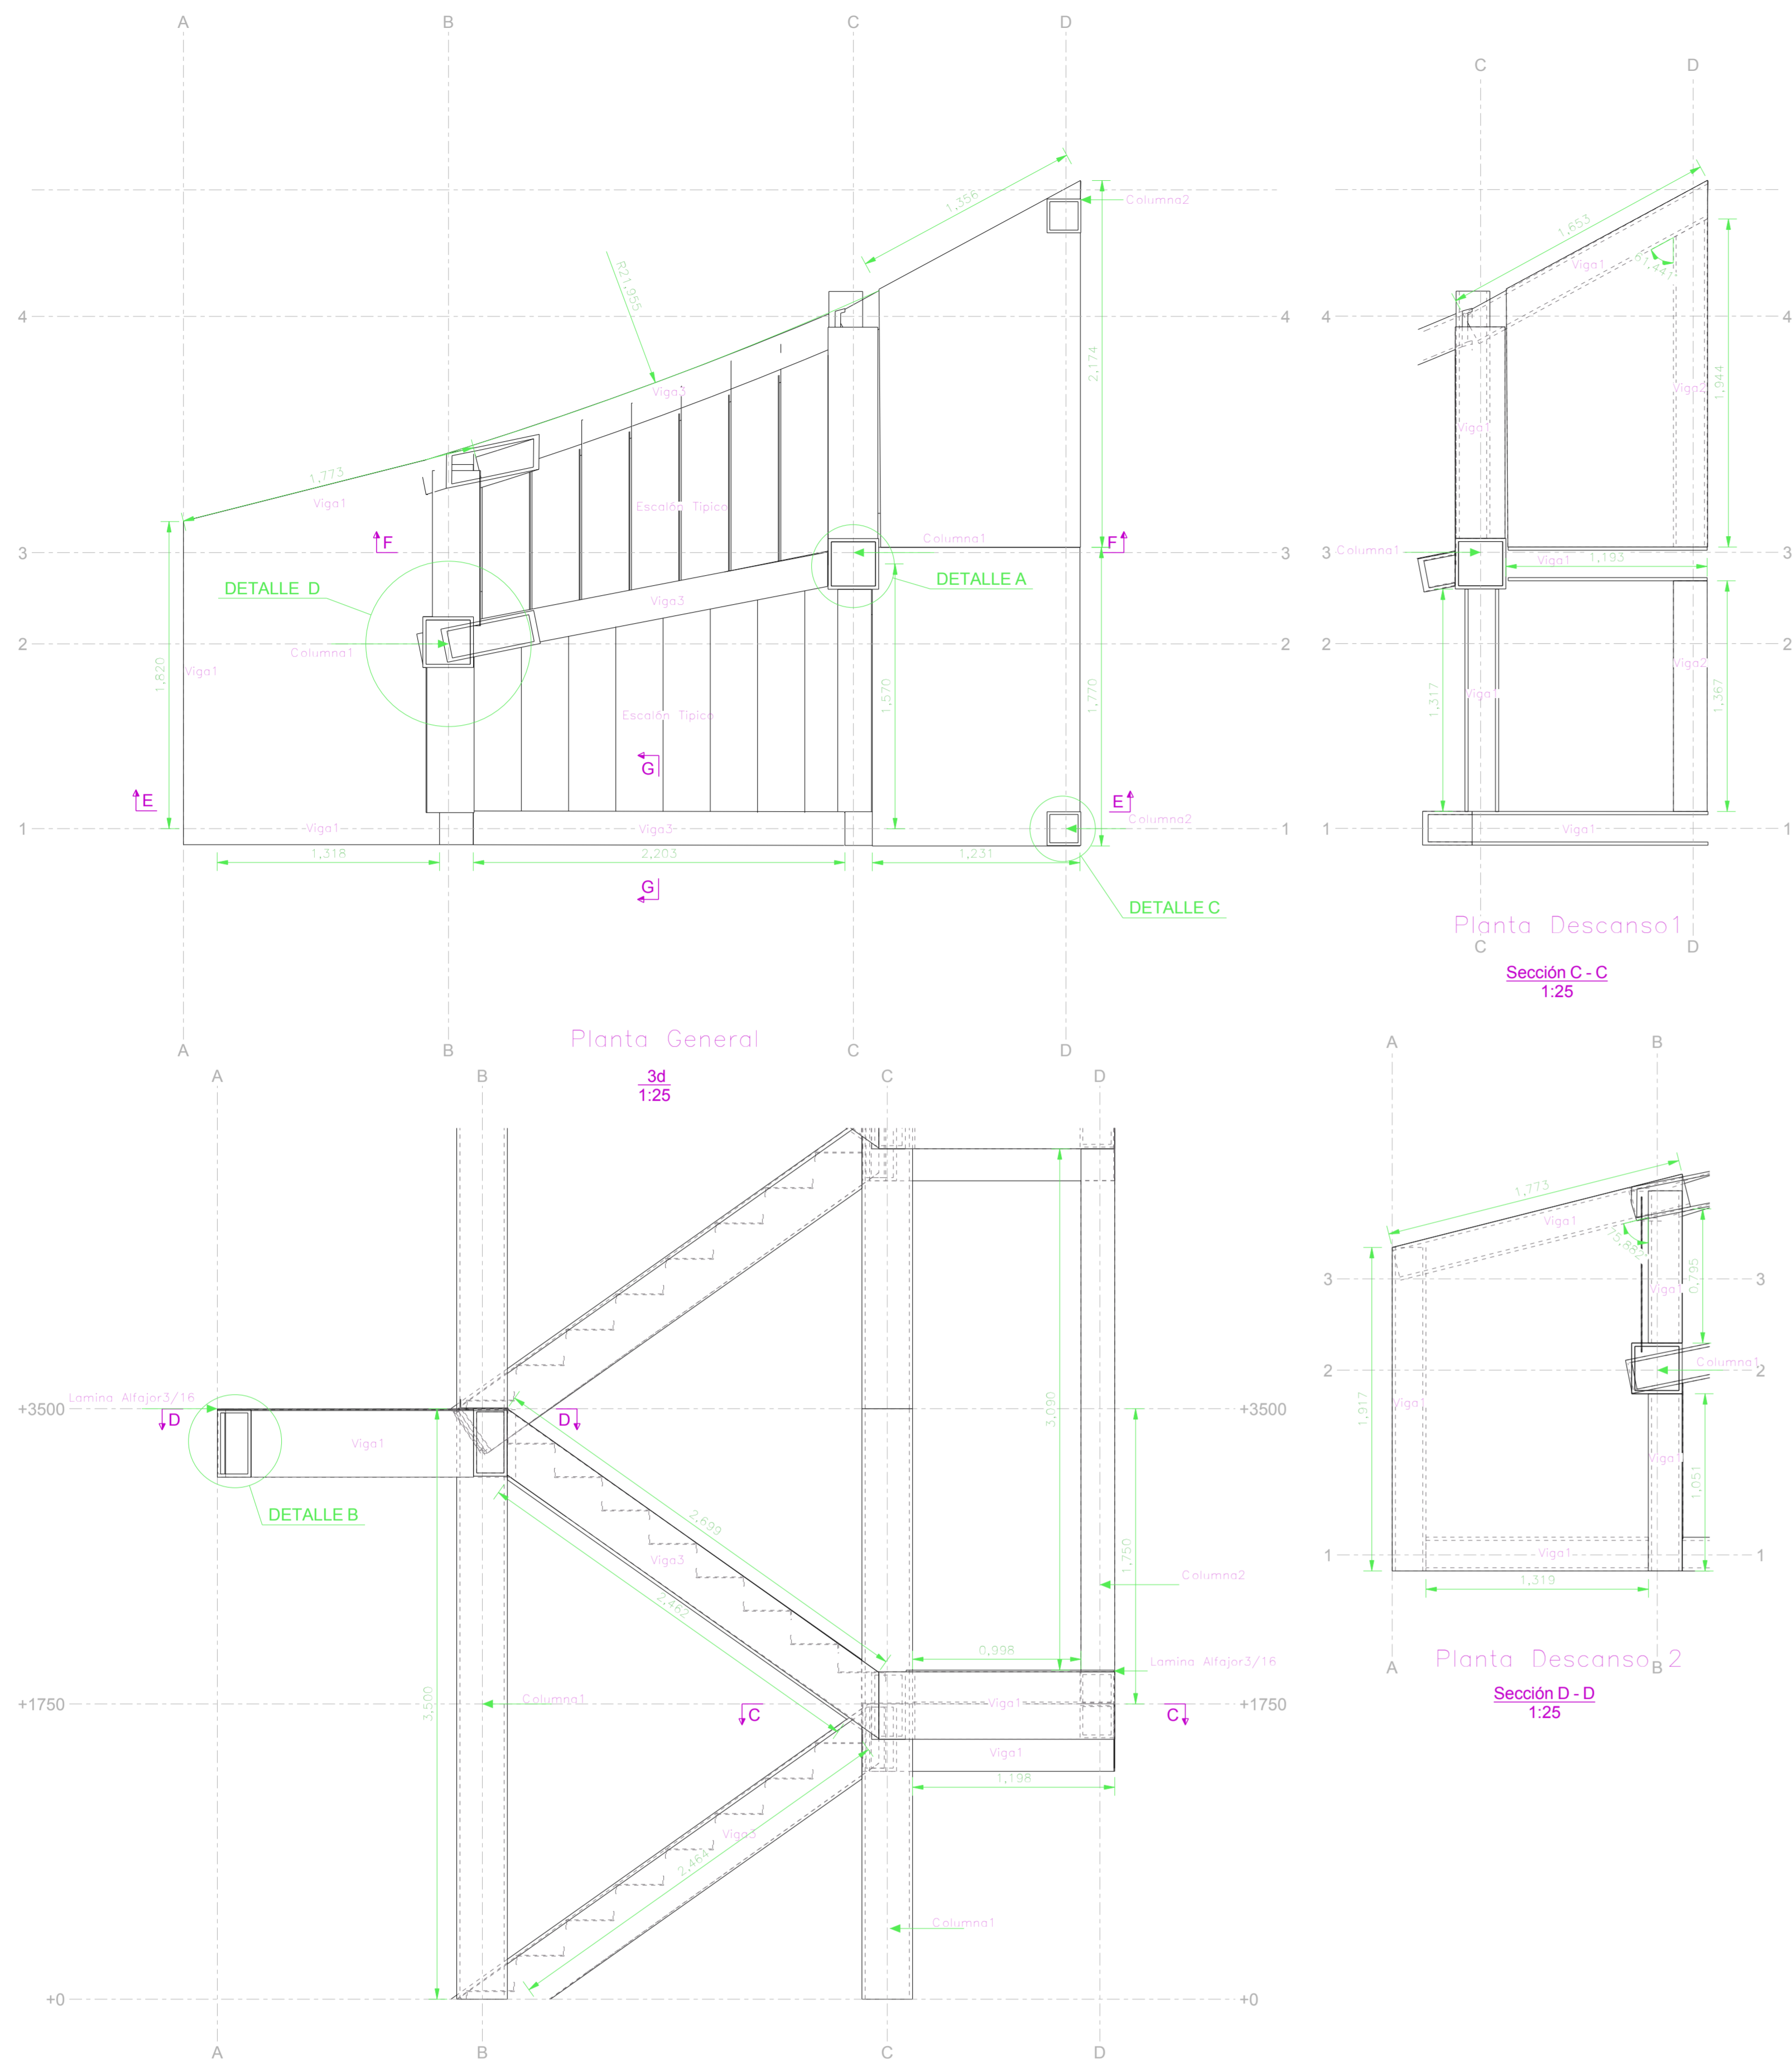 A B C D
C D
1,356
Columna2
1,653
Viga1
51,441
R21,955
4 4
4 4
2,174
Viga3
Viga2
1,944
Viga1
1,773
Viga1
Escalón Típico
F F
Columna1
3 3
Columna1
3 3
Viga1
1,193
DETALLE A
DETALLE D
Viga3
2 2
2 2
Columna1
1,820
Viga1
1,570
1,770
1,317
Viga1
Viga2
1,367
Escalón Típico
G
E E
Columna2
1 1
Viga1
Viga3
1 1
Viga1
1,318
2,203
1,231
G
DETALLE C
Planta Descanso1
C D
Sección C - C
1:25
Planta General
A B C D
3d
1:25
A B C D
A B
1,773
Viga1
75,882
0,795
3 3
Viga1
2 2
Columna1
1,917
Viga1
Viga1
1,051
1 1
Viga1
1,319
Planta Descanso 2
A B
Sección D - D
1:25
Lamina Alfajor3/16
+3500 +3500
D D
Viga1
3,090
DETALLE B
2,699
Viga3
1,750
Columna2
2,462
0,998
Lamina Alfajor3/16
3,500
+1750 +1750
Columna1
Viga1
C C
Viga1
1,198
Viga3
2,464
Columna1
+0 +0
A B C D